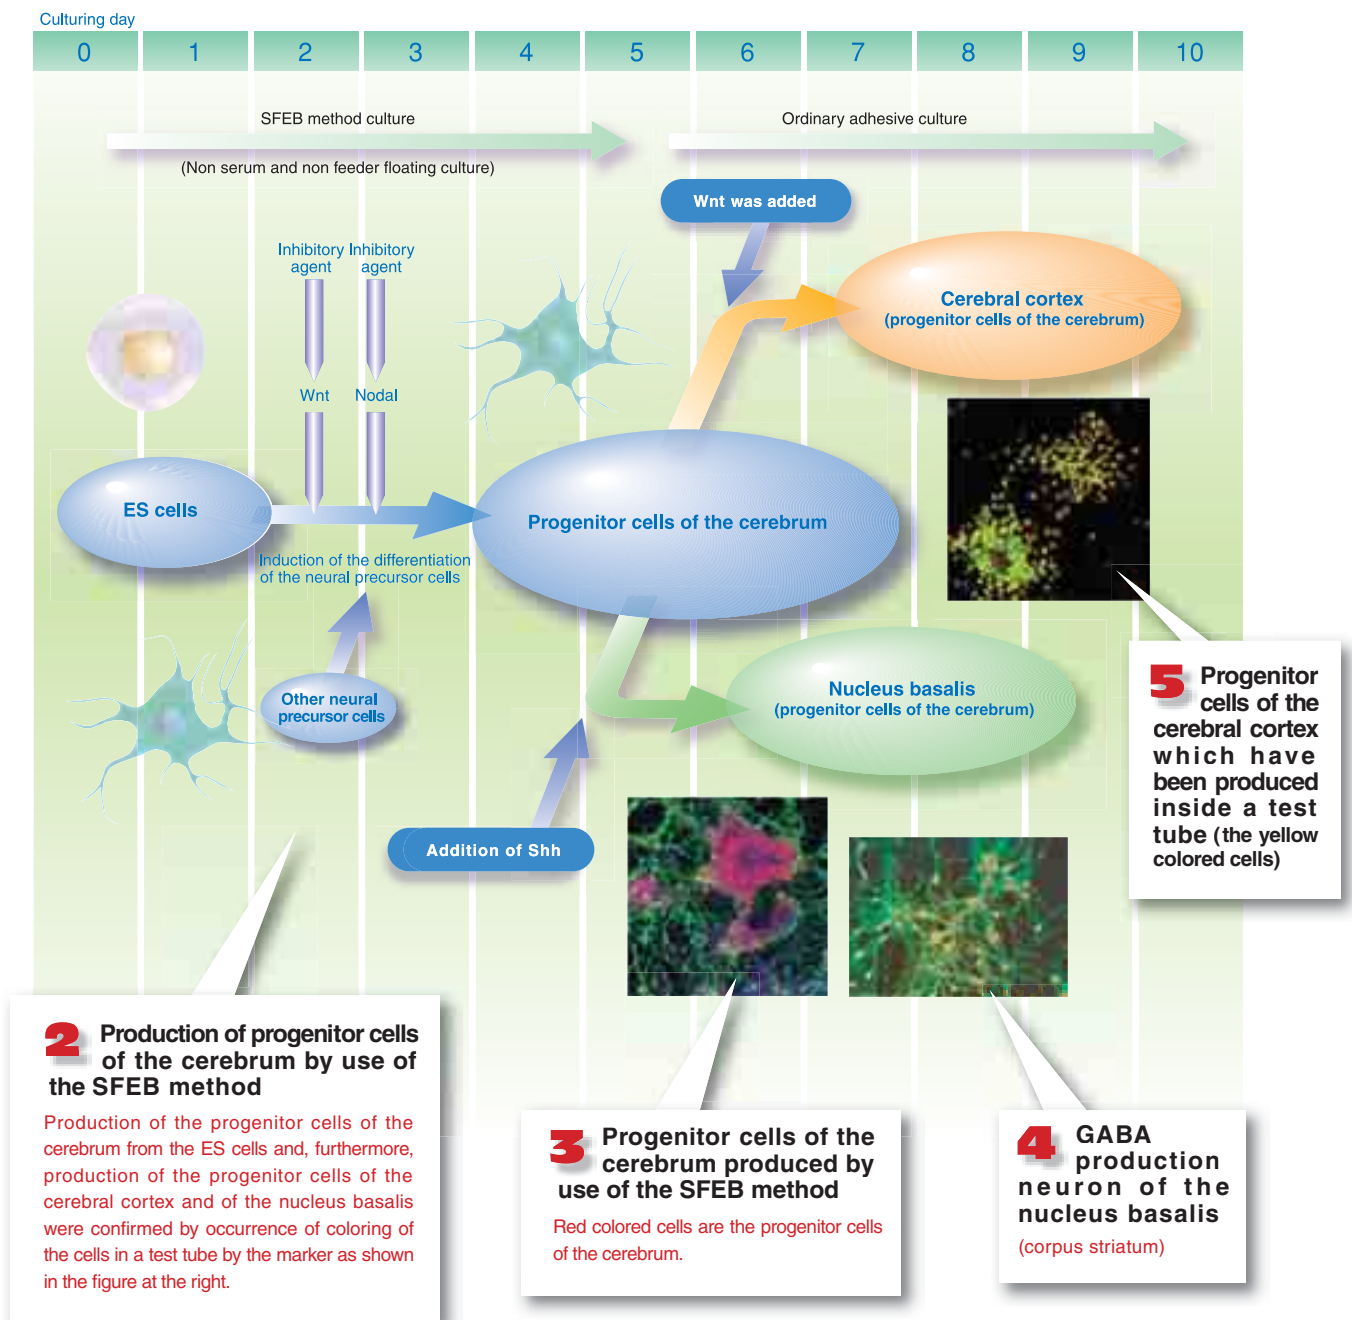 Culturing day
0 1 2 3 4 5 6 7 8 9 10
SFEB method culture
(Non serum and non feeder floating culture)
Ordinary adhesive culture
Wnt was added
Inhibitory
agent
Inhibitory
agent
Wnt
Nodal
Cerebral cortex
(progenitor cells of the cerebrum)
ES cells
Progenitor cells of the cerebrum
Induction of the differentiation
of the neural precursor cells
Other neural
precursor cells
Nucleus basalis
(progenitor cells of the cerebrum)
Addition of Shh
5 Progenitor
cells of the
cerebral cortex
which have
been produced
inside a test
tube (the yellow
colored cells)
2 Production of progenitor cells
of the cerebrum by use of
the SFEB method
Production of the progenitor cells of the
cerebrum from the ES cells and, furthermore,
production of the progenitor cells of the
cerebral cortex and of the nucleus basalis
were confirmed by occurrence of coloring of
the cells in a test tube by the marker as shown
in the figure at the right.
3 Progenitor cells of the
cerebrum produced by
use of the SFEB method
Red colored cells are the progenitor cells
of the cerebrum.
4 GABA
production
neuron of the
nucleus basalis
(corpus striatum)